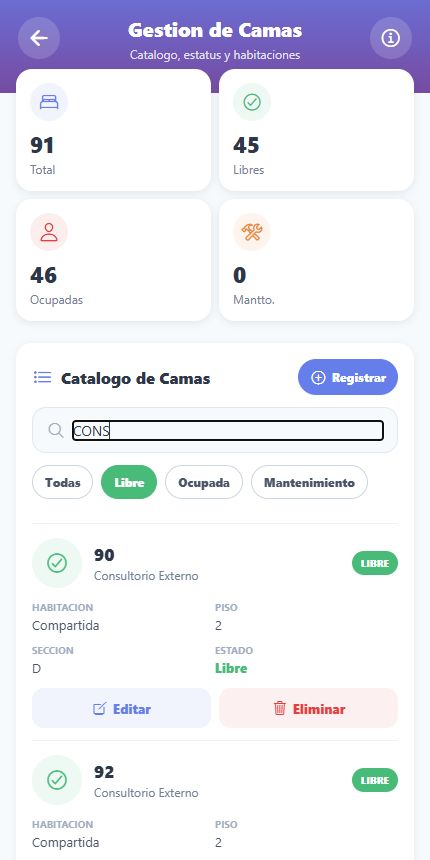 Gestion de Camas
Catalogo, estatus y habitaciones
91
Total
45
Libres
46
Ocupadas
0
Mantto.
Catalogo de Camas
Registrar
CONS
Todas Libre Ocupada Mantenimiento
90
Consultorio Externo
LIBRE
HABITACION PISO
Compartida 2
SECCION ESTADO
D Libre
Editar Eliminar
92
Consultorio Externo
LIBRE
HABITACION PISO
Compartida 2